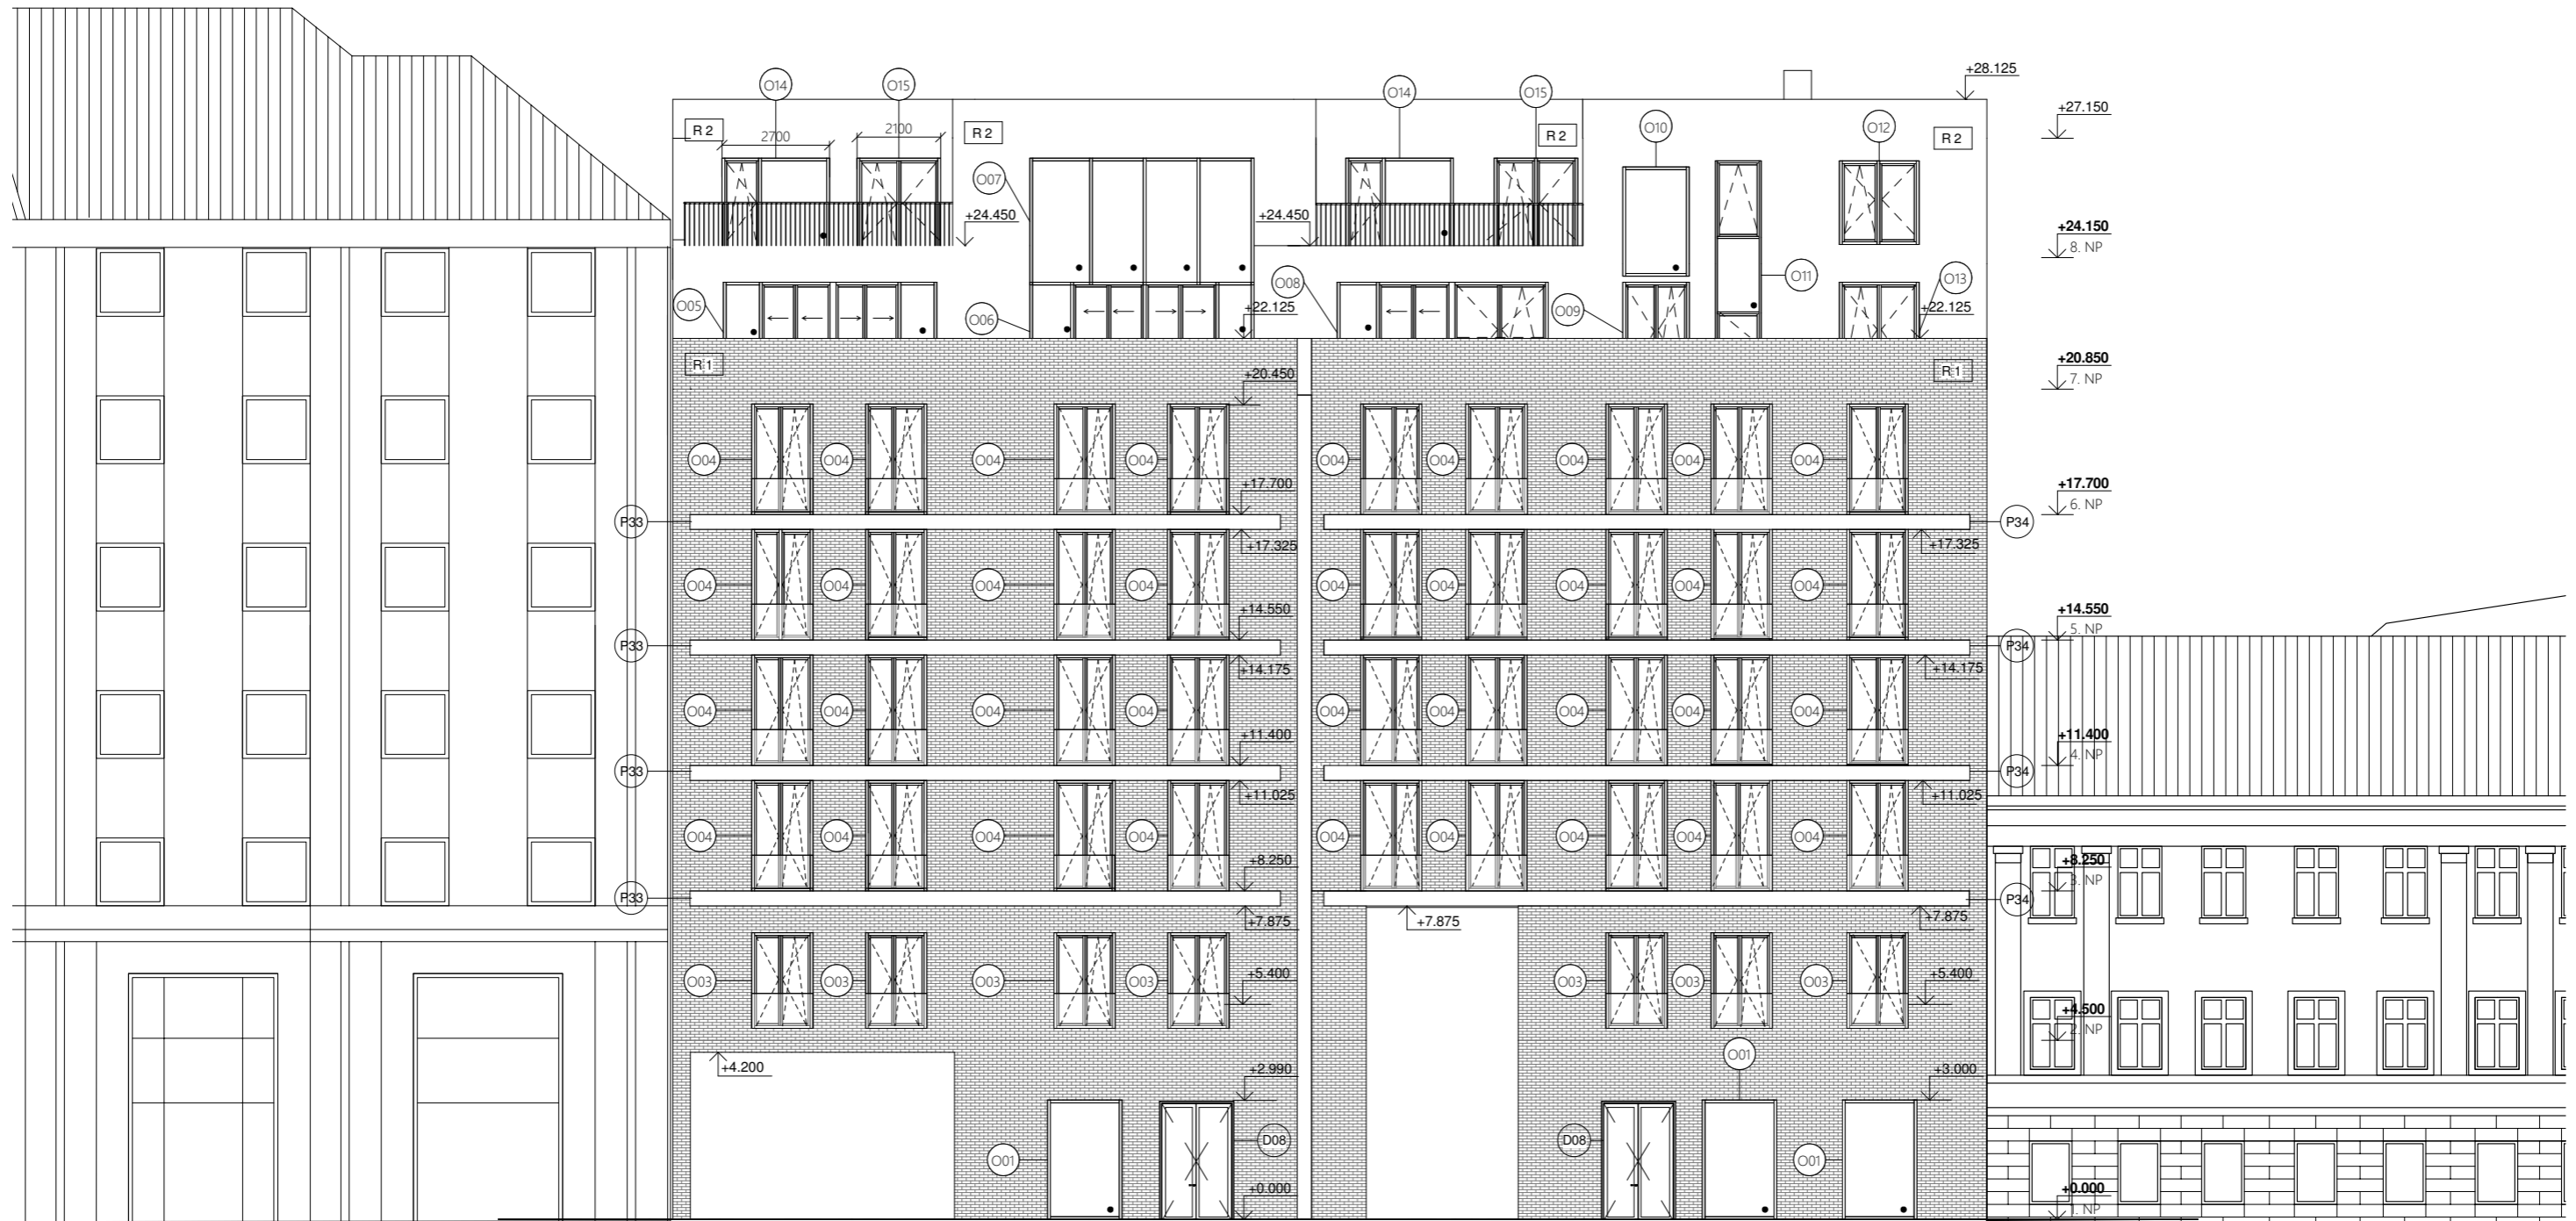 +28.125
O14
O15
O14
O15
+27.150
R 2
2700
2100
R 2
R 2
O10
O12
R 2
O07
+24.450
+24.450
+24.150
8. NP
O08
O11
O13
O05
O06
+22.125
O09
+22.125
R 1
R 1
+20.850
7. NP
+20.450
O04
O04
O04
O04
O04
O04
O04
O04
O04
+17.700
+17.700
6. NP
P33
P34
+17.325
+17.325
O04
O04
O04
O04
O04
O04
O04
O04
O04
+14.550
+14.550
5. NP
P33
P34
+14.175
+14.175
O04
O04
O04
O04
O04
O04
O04
O04
O04
+11.400
+11.400
4. NP
P33
P34
+11.025
+11.025
O04
O04
O04
O04
O04
O04
O04
O04
O04
+8.250
+8.250
3. NP
P33
P34
+7.875
+7.875
+7.875
O03
O03
O03
O03
O03
O03
O03
+5.400
+5.400
+4.500
2. NP
O01
+4.200
+2.990
+3.000
D08
D08
O01
O01
+0.000
+0.000
1. NP